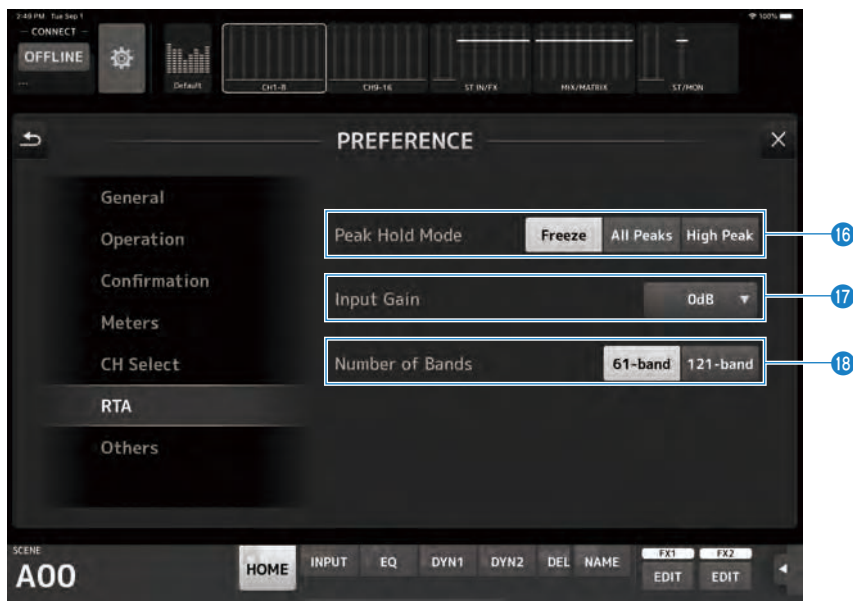 2:49 PM Tue Sep 1
100%
CONNECT
OFFLINE
...
Default
CH1-8
CH9-16
ST IN/FX
MIX/MATRIX
ST/MON
PREFERENCE
General
Operation
Confirmation
Meters
CH Select
RTA
Others
Peak Hold Mode Freeze All Peaks High Peak 16
Input Gain 0dB 17
Number of Bands 61-band 121-band 18
SCENE
A00
HOME INPUT EQ DYN1 DYN2 DEL NAME
FX1 FX2
EDIT EDIT